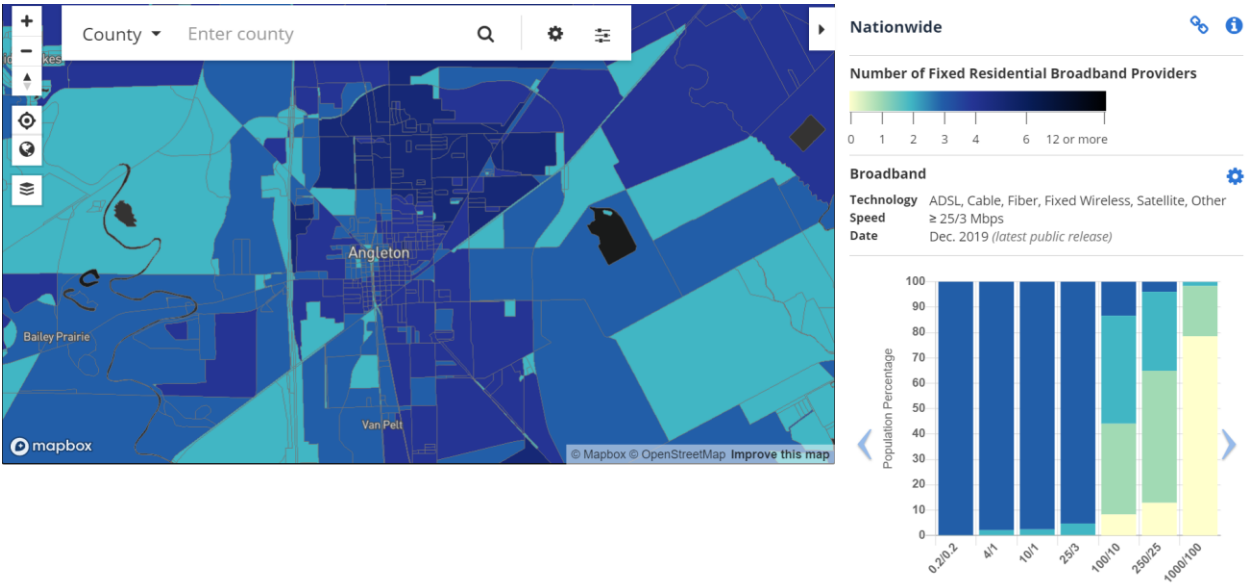 County
Enter county
kes
Angleton
Bailey Prairie
Van Pelt
mapbox
© Mapbox © OpenStreetMap Improve this map
Nationwide
Number of Fixed Residential Broadband Providers
0 1 2 3 4 6 12 or more
Broadband
Technology ADSL, Cable, Fiber, Fixed Wireless, Satellite, Other
Speed ≥ 25/3 Mbps
Date Dec. 2019 (latest public release)
Population Percentage
100
90
80
70
60
50
40
30
20
10
0
0.2/0.2 4/1 10/1 25/3 100/10 250/25 1000/100